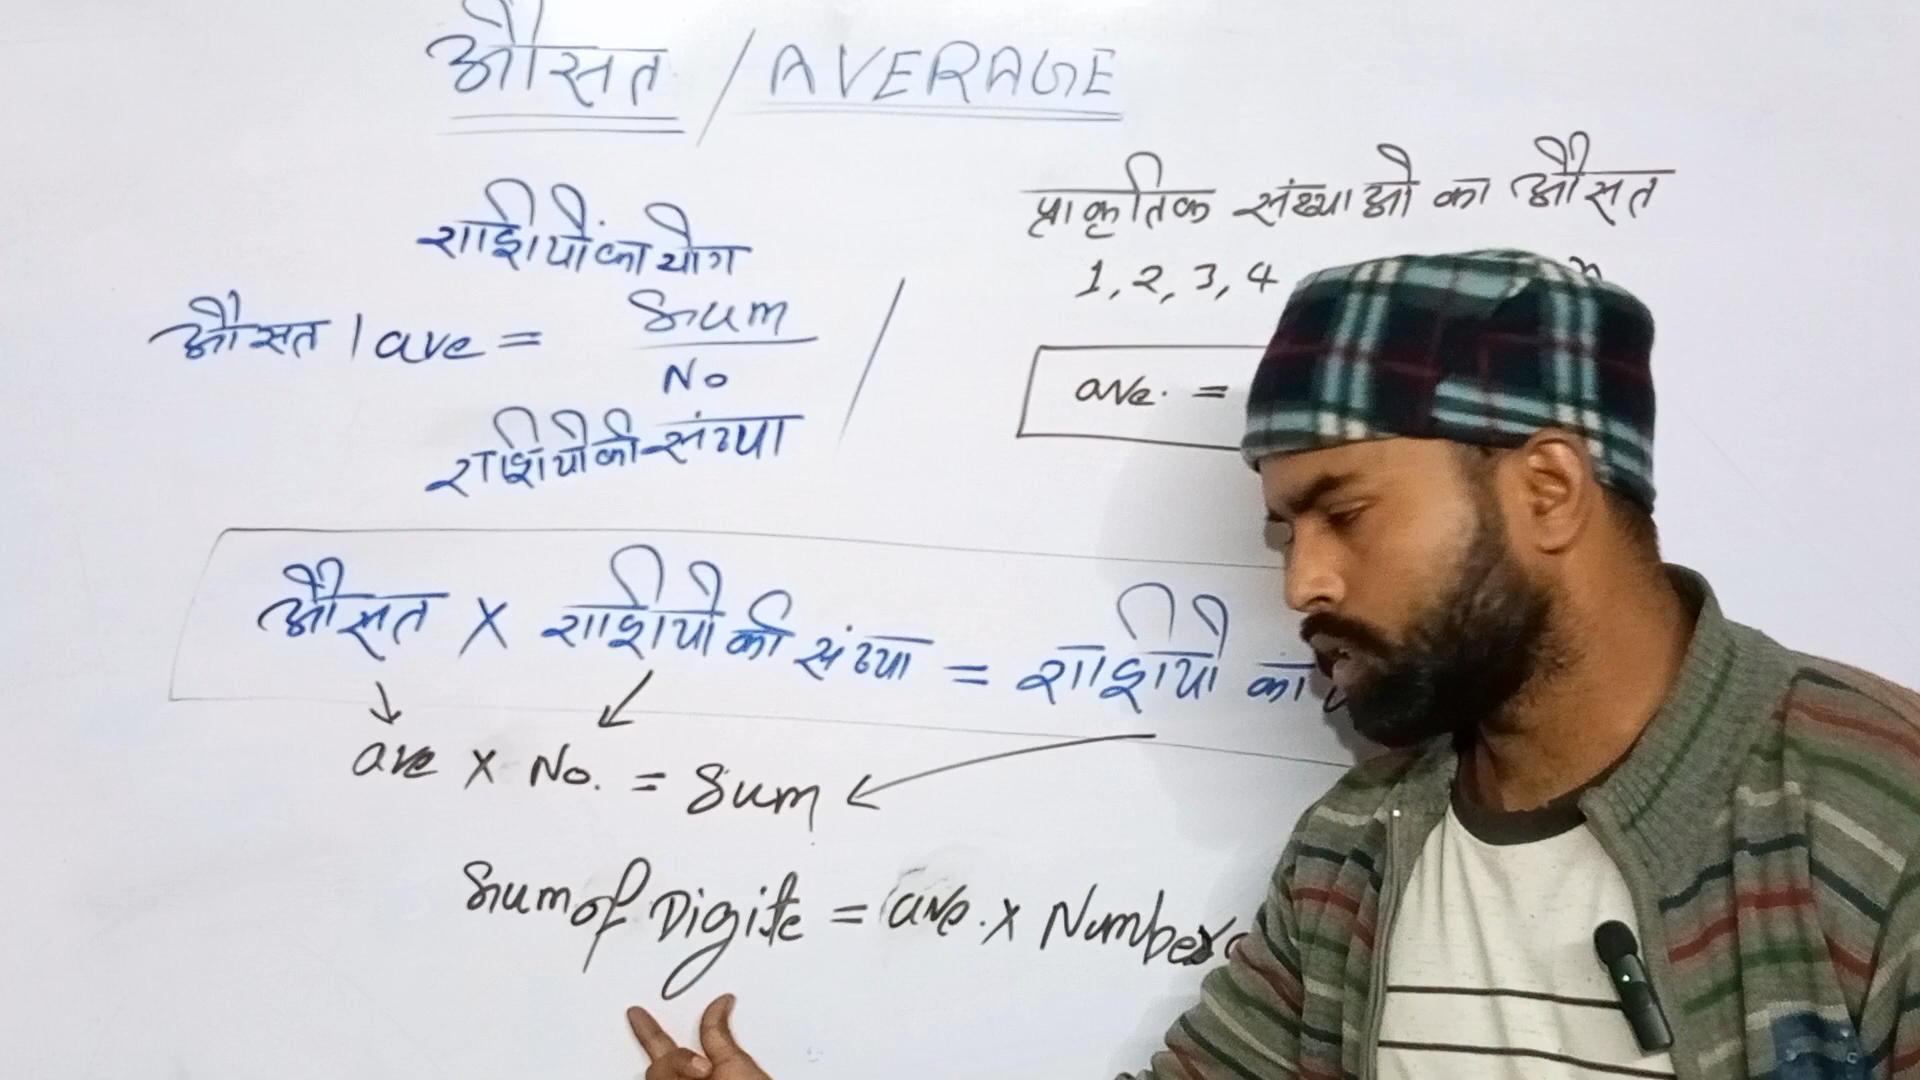 औसत / AVERAGE
राशियों का योग
औसत / ave = Sum
No
राशियों की संख्या
प्राकृतिक संख्याओ का औसत
1, 2, 3, 4
n
ave. =
औसत X राशियो की संख्या = राशियो का
ave X No. = Sum
Sum of Digits = ave. X Number